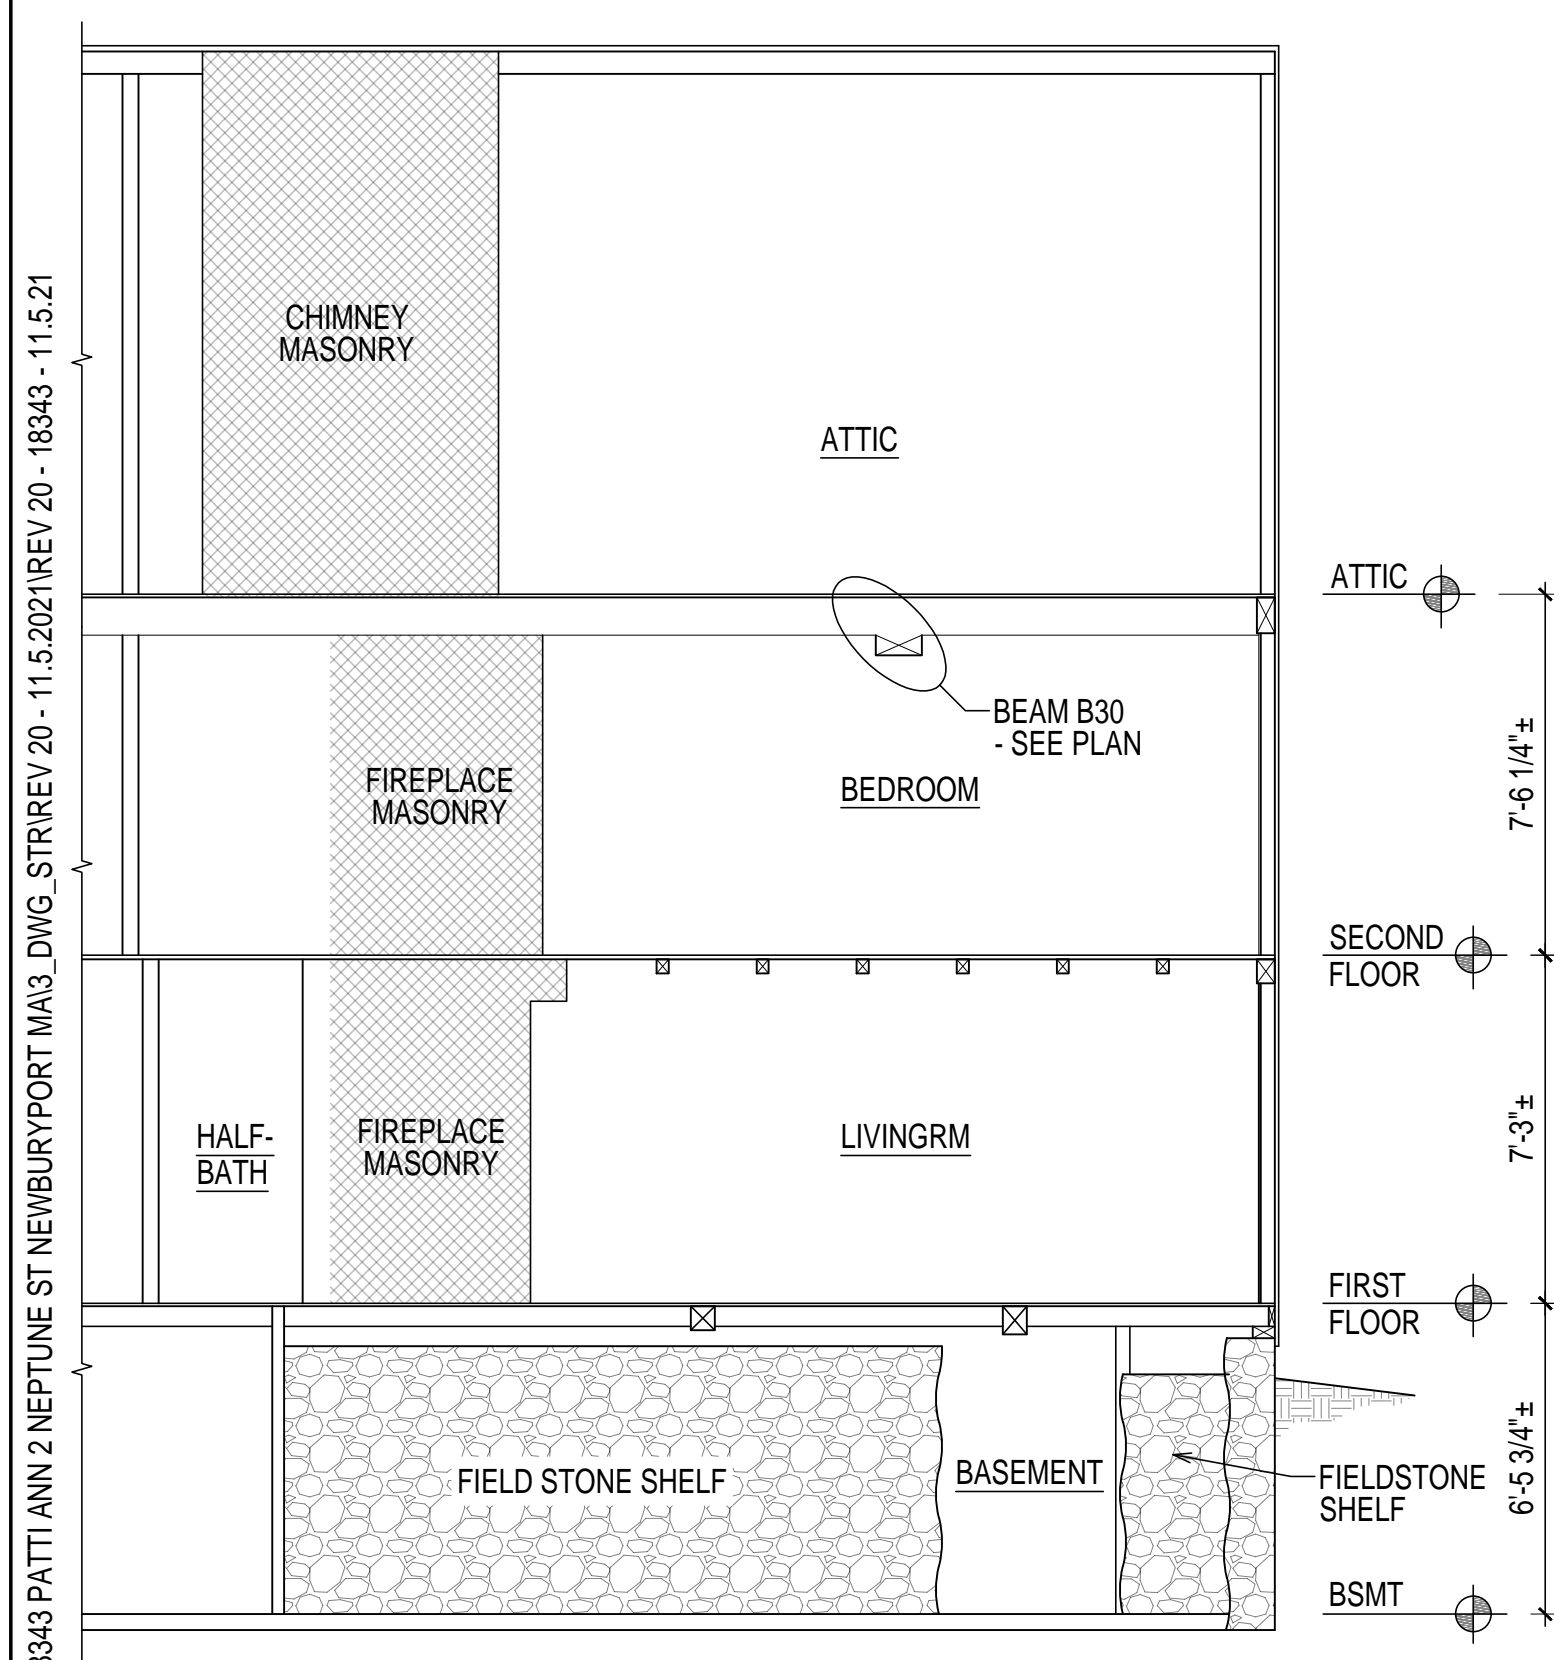 CHIMNEY
MASONRY
ATTIC
ATTIC
BEAM B30
- SEE PLAN
7'-6 1/4"±
FIREPLACE
MASONRY
BEDROOM
SECOND
FLOOR
HALF-
BATH
FIREPLACE
MASONRY
LIVINGRM
7'-3"±
FIRST
FLOOR
FIELD STONE SHELF
BASEMENT
FIELDSTONE
SHELF
6'-5 3/4"±
BSMT
8343 PATTI ANN 2 NEPTUNE ST NEWBURYPORT MA\3_DWG_STR\REV 20 - 11.5.2021\REV 20 - 18343 - 11.5.21